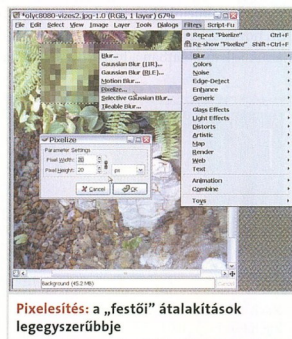 *olyc8080-vizes2.jpg-1.0 (RGB, 1 layer) 67%
File Edit Select View Image Layer Tools Dialogs Filters Script-Fu
Repeat "Pixelize" Ctrl+F
Re-show "Pixelize" Shift+Ctrl+F
Blur
Colors
Noise
Edge-Detect
Enhance
Generic
Glass Effects
Light Effects
Distorts
Artistic
Map
Render
Web
Text
Animation
Combine
Toys
Blur...
Gaussian Blur (IIR)...
Gaussian Blur (RLE)...
Motion Blur...
Pixelize...
Selective Gaussian Blur...
Tileable Blur...
Pixelize
Parameter Settings
Pixel Width: 20
Pixel Height: 20 px
Cancel OK
Background (45.2 MB)
Pixelesítés: a „festői” átalakítások
legegyszerűbbje